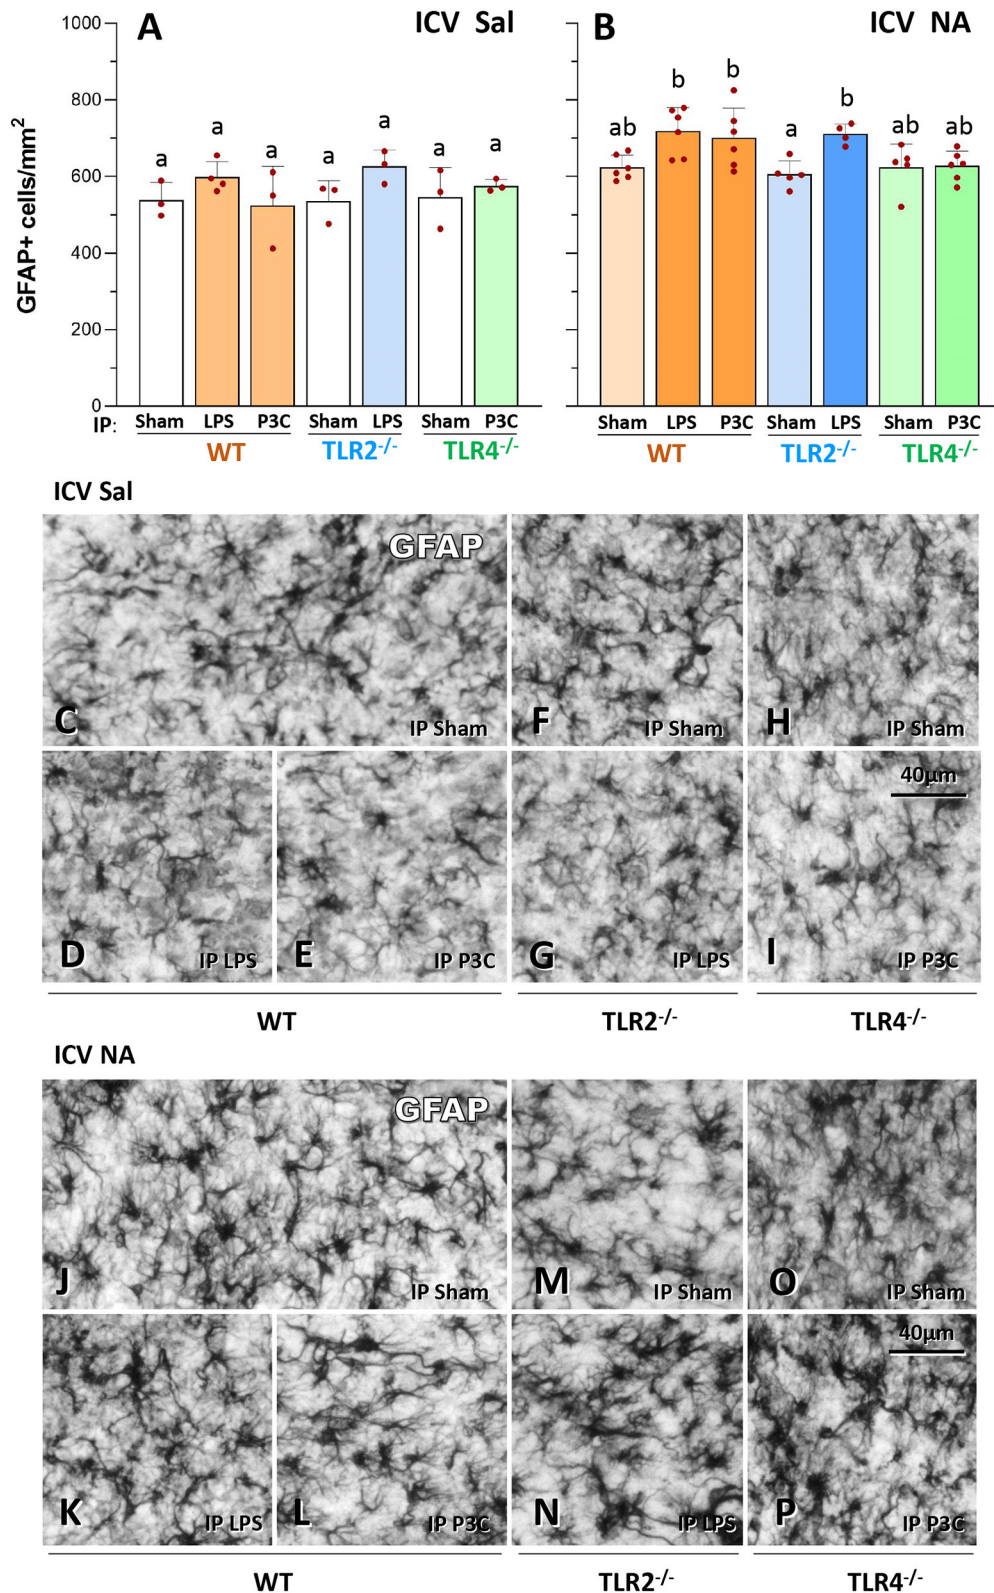 A ICV Sal B ICV NA
GFAP+ cells/mm²
1000
800
600
400
200
0
a a a a a a a
ab b b a b ab ab
IP: Sham LPS P3C Sham LPS Sham P3C
WT TLR2-/- TLR4-/-
Sham LPS P3C Sham LPS Sham P3C
WT TLR2-/- TLR4-/-
ICV Sal
GFAP
C IP Sham F IP Sham H IP Sham
40µm
D IP LPS E IP P3C G IP LPS I IP P3C
WT TLR2-/- TLR4-/-
ICV NA
GFAP
J IP Sham M IP Sham O IP Sham
40µm
K IP LPS L IP P3C N IP LPS P IP P3C
WT TLR2-/- TLR4-/-